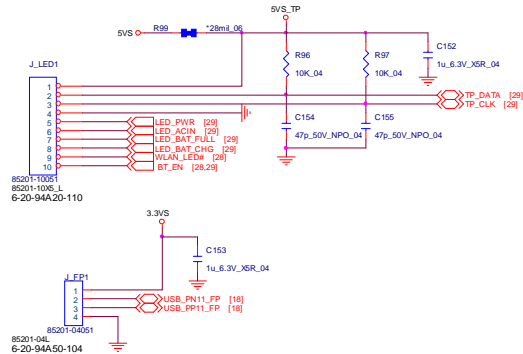 5VS_TP
5VS R99 *28mil_06
J_LED1
R96
10K_04
R97
10K_04
C152
1u_6.3V_X5R_04
1
2
3
4
5
6
7
8
9
10
TP_DATA [29]
TP_CLK [29]
LED_PWR [29]
LED_ACIN [29]
LED_BAT_FULL [29]
LED_BAT_CHG [29]
WLAN_LED# [28]
BT_EN [28,29]
C154
47p_50V_NPO_04
C155
47p_50V_NPO_04
85201-10051
85201-10X5_L
6-20-94A20-110
3.3VS
C153
1u_6.3V_X5R_04
J_FP1
1
2
3
4
USB_PN11_FP [18]
USB_PP11_FP [18]
85201-04051
85201-04L
6-20-94A50-104